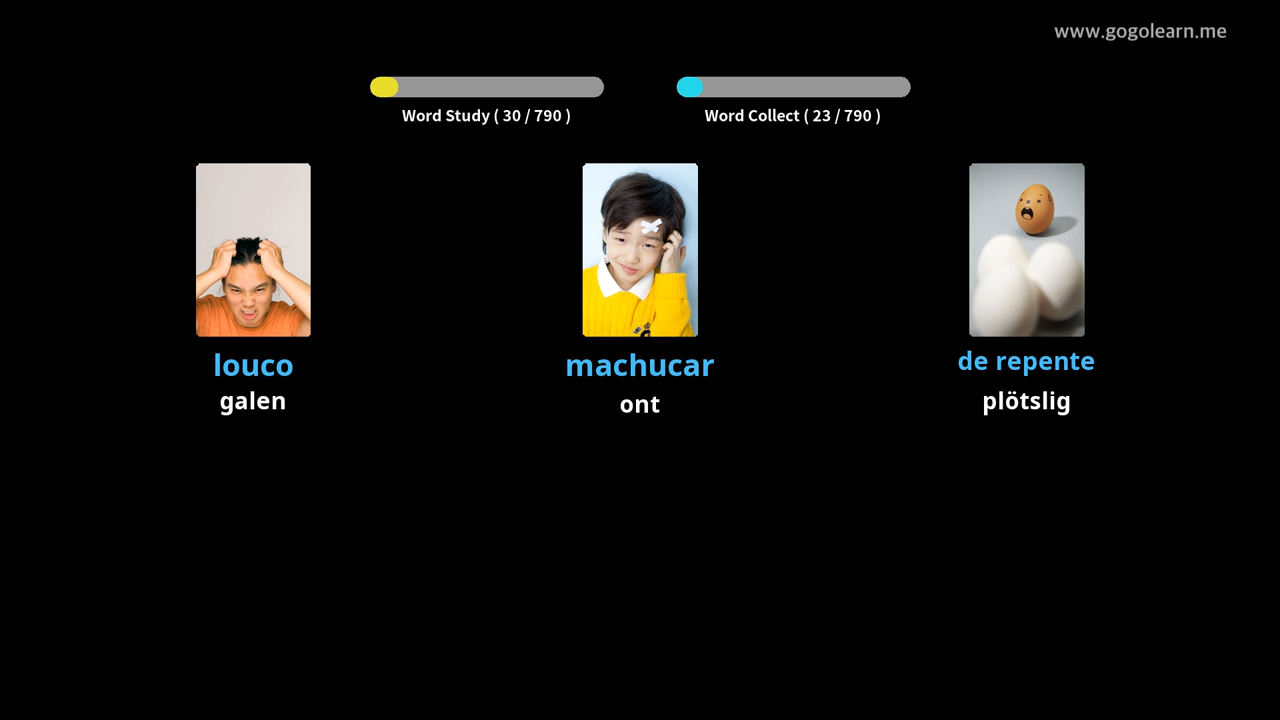 www.gogolearn.me
Word Study ( 30 / 790 )
Word Collect ( 23 / 790 )
louco
galen
machucar
ont
de repente
plötslig